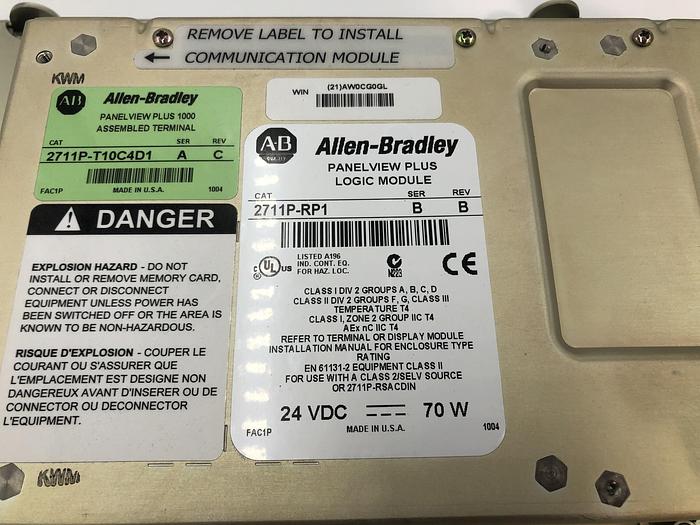 REMOVE LABEL TO INSTALL
← COMMUNICATION MODULE
KWM
AB Allen-Bradley
PANELVIEW PLUS 1000
ASSEMBLED TERMINAL
CAT SER REV
2711P-T10C4D1 A C
FAC1P MADE IN U.S.A. 1004
WIN (21)AW0CG0GL
A-B
QUALITY
Allen-Bradley
PANELVIEW PLUS
LOGIC MODULE
CAT SER REV
2711P-RP1 B B
C UL US LISTED A196
IND. CONT. EQ.
FOR HAZ. LOC.
N223
CE
CLASS I DIV 2 GROUPS A, B, C, D
CLASS II DIV 2 GROUPS F, G, CLASS III
TEMPERATURE T4
CLASS I, ZONE 2 GROUP IIC T4
AEx nC IIC T4
REFER TO TERMINAL OR DISPLAY MODULE
INSTALLATION MANUAL FOR ENCLOSURE TYPE
RATING
EN 61131-2 EQUIPMENT CLASS II
FOR USE WITH A CLASS 2/SELV SOURCE
OR 2711P-RSACDIN
24 VDC 70 W
FAC1P MADE IN U.S.A. 1004
DANGER
EXPLOSION HAZARD - DO NOT
INSTALL OR REMOVE MEMORY CARD,
CONNECT OR DISCONNECT
EQUIPMENT UNLESS POWER HAS
BEEN SWITCHED OFF OR THE AREA IS
KNOWN TO BE NON-HAZARDOUS.
RISQUE D'EXPLOSION - COUPER LE
COURANT OU S'ASSURER QUE
L'EMPLACEMENT EST DESIGNE NON
DANGEREUX AVANT D'INSERER OU DE
CONNECTOR OU DECONNECTOR
L'EQUIPMENT.
KWM